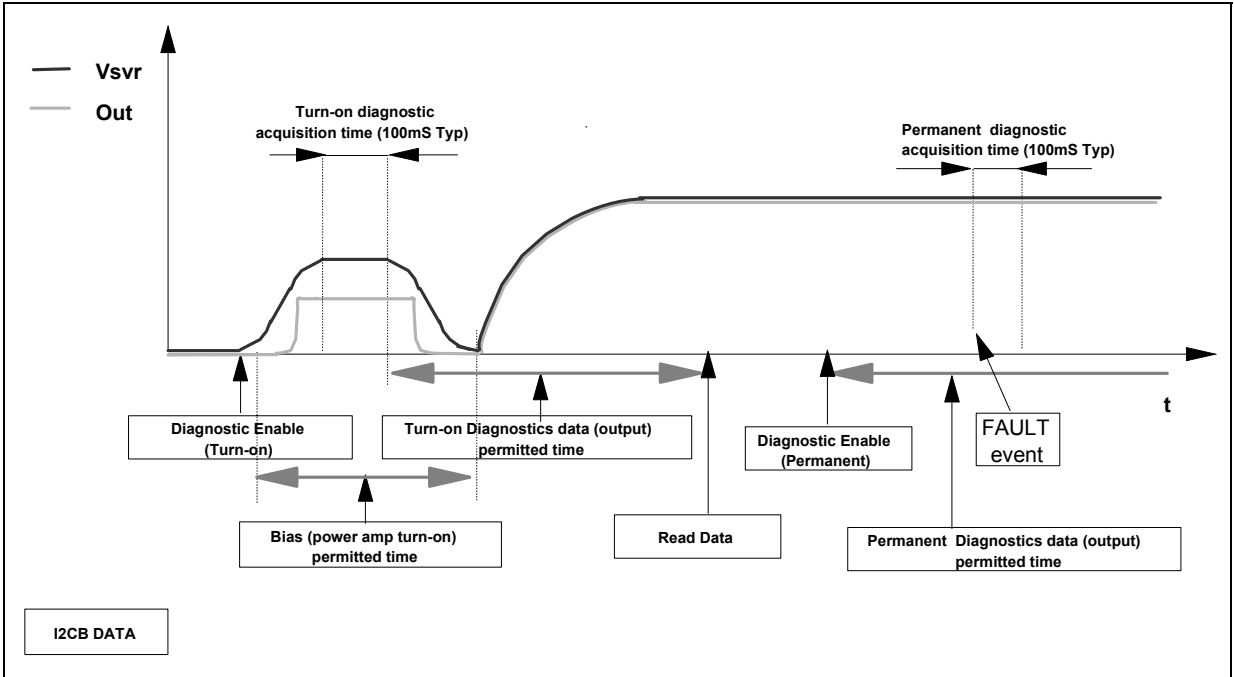 Vsvr
Out
Turn-on diagnostic
acquisition time (100mS Typ)
Permanent diagnostic
acquisition time (100mS Typ)
t
Diagnostic Enable
(Turn-on)
Turn-on Diagnostics data (output)
permitted time
Diagnostic Enable
(Permanent)
FAULT
event
Bias (power amp turn-on)
permitted time
Read Data
Permanent Diagnostics data (output)
permitted time
I2CB DATA